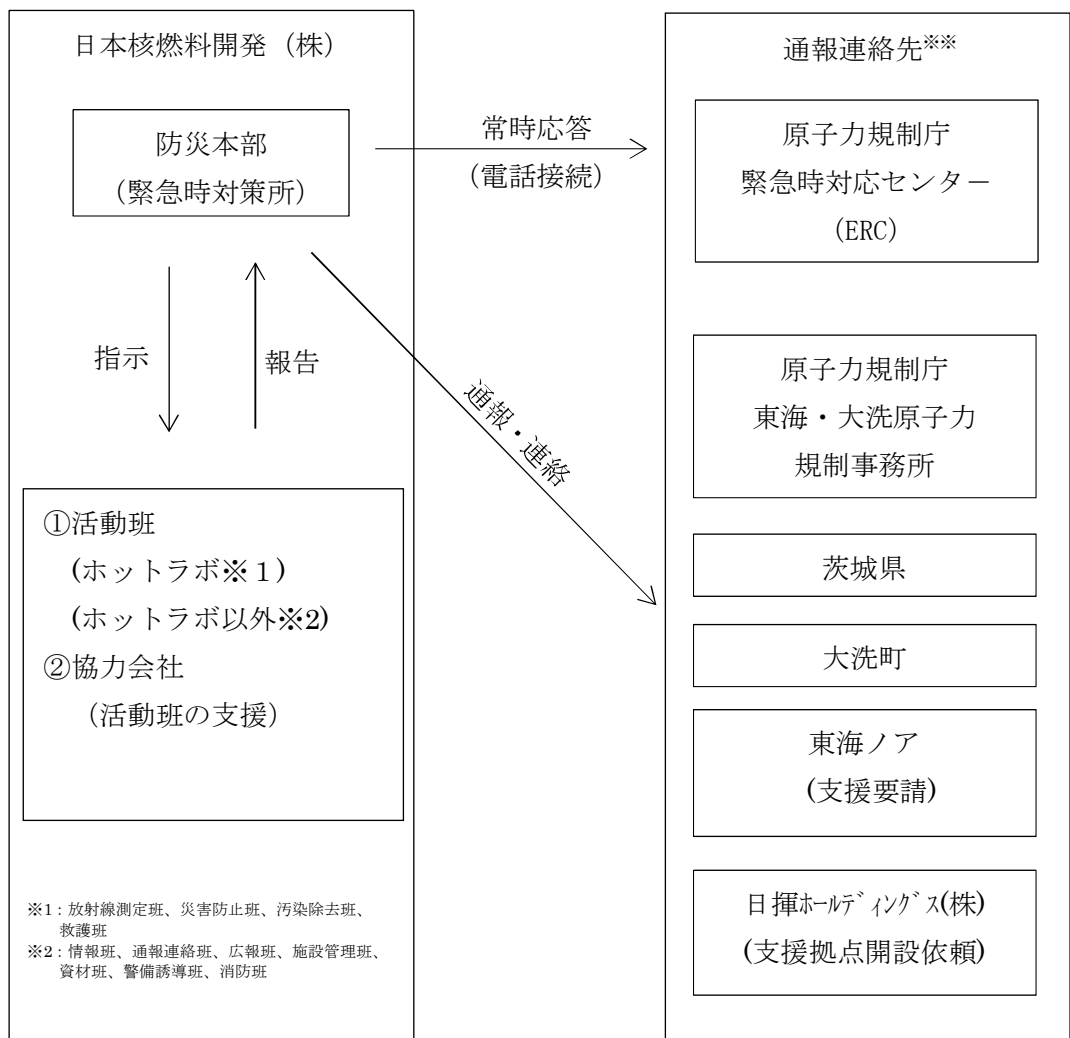 日本核燃料開発（株）
防災本部
（緊急時対策所）
指示
報告
①活動班
(ホットラボ※１)
(ホットラボ以外※2)
②協力会社
（活動班の支援）
※1：放射線測定班、災害防止班、汚染除去班、
救護班
※2：情報班、通報連絡班、広報班、施設管理班、
資材班、警備誘導班、消防班
常時応答
（電話接続）
通報・連絡
通報連絡先※※
原子力規制庁
緊急時対応センター
（ERC）
原子力規制庁
東海・大洗原子力
規制事務所
茨城県
大洗町
東海ノア
(支援要請)
日揮ﾎｰﾙﾃﾞｨﾝｸﾞｽ(株)
(支援拠点開設依頼)